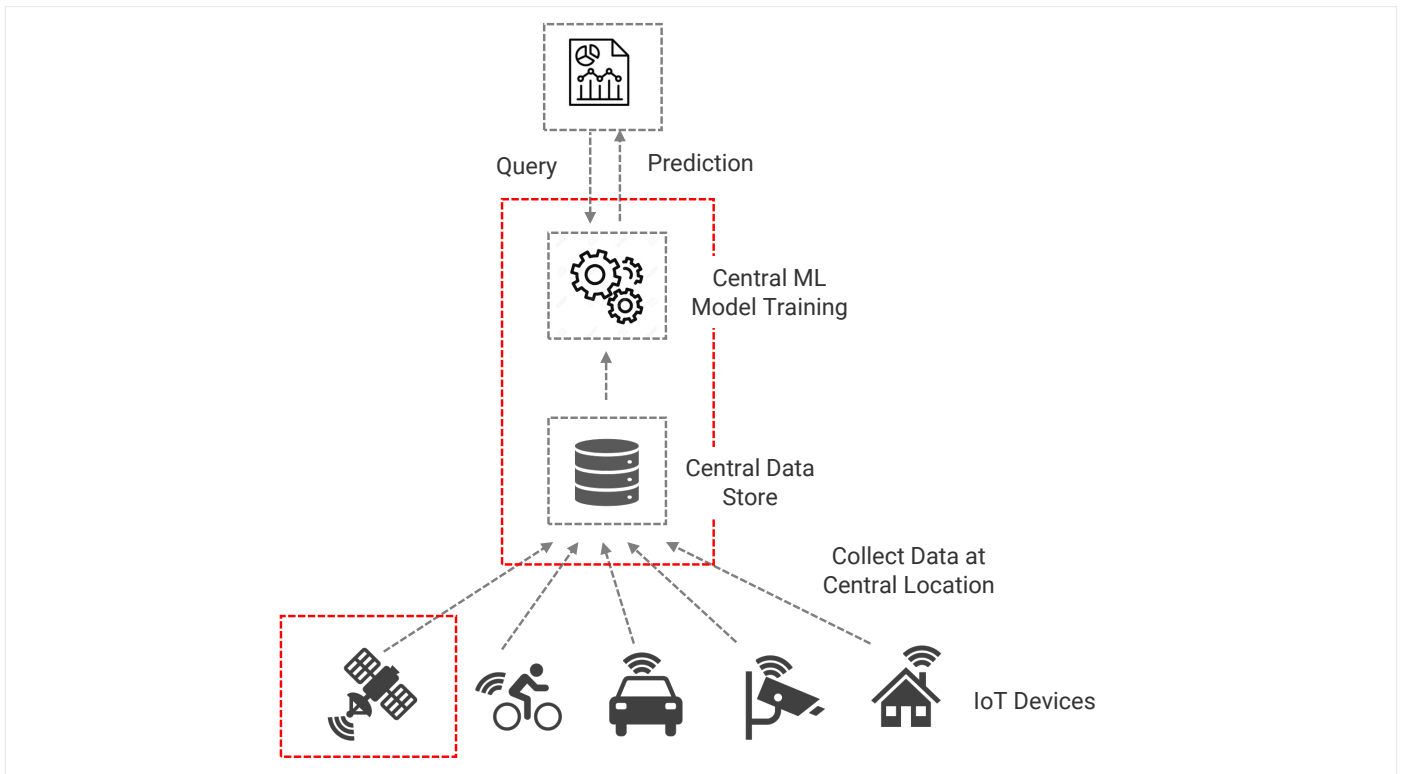 Query
Prediction
Central ML
Model Training
Central Data
Store
Collect Data at
Central Location
IoT Devices